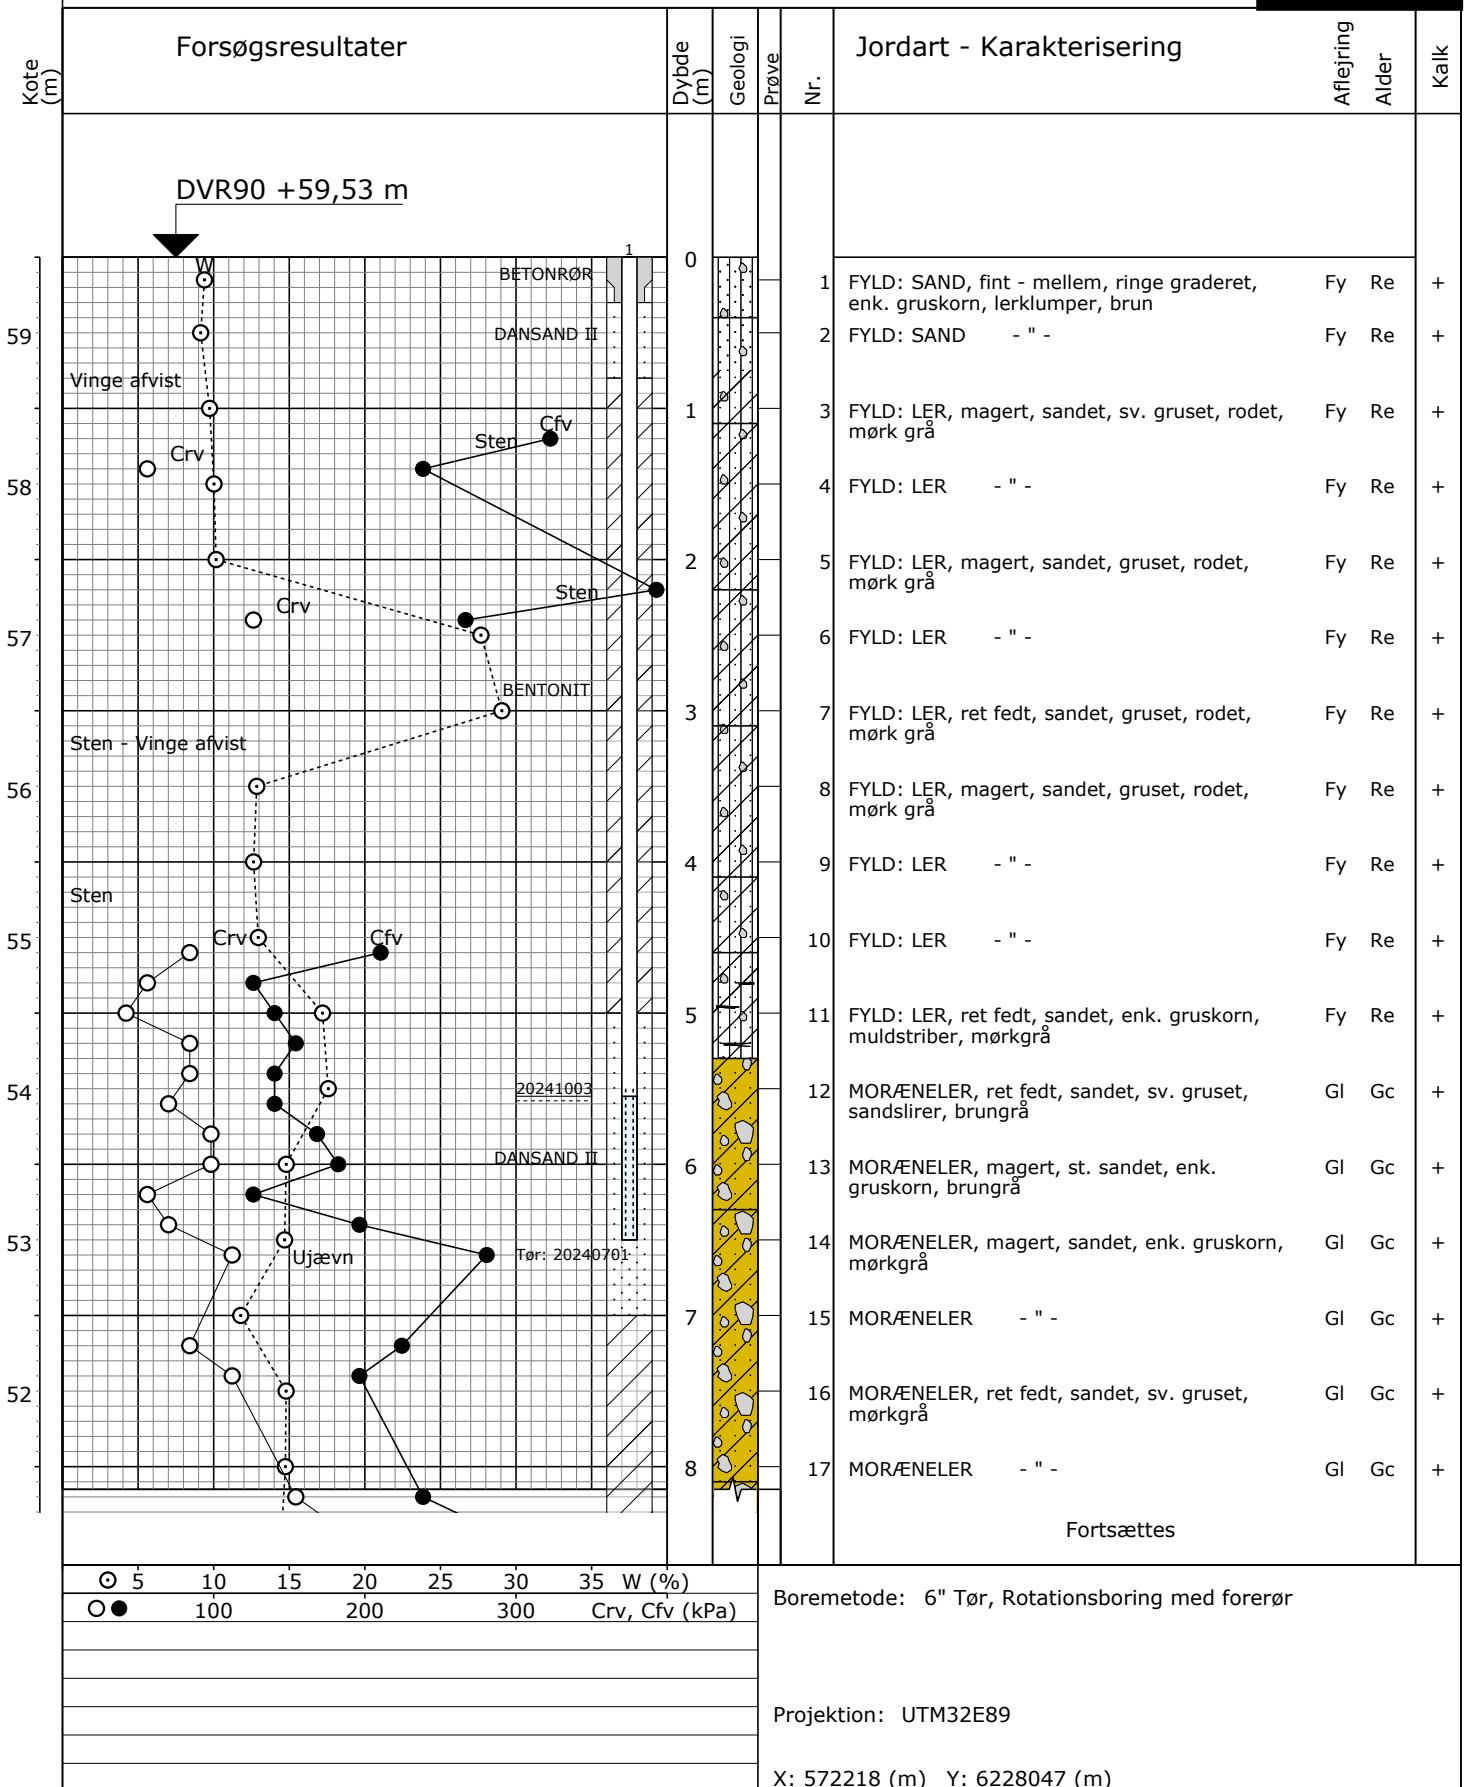 Kote (m)
Forsøgsresultater
Dybde (m)
Geologi
Prøve
Nr.
Jordart - Karakterisering
Aflejring
Alder
Kalk
DVR90 +59,53 m
1
W
BETONRØR
0
1 FYLD: SAND, fint - mellem, ringe graderet, Fy Re +
enk. gruskorn, lerklumper, brun
59 DANSAND II 2 FYLD: SAND - " - Fy Re +
Vinge afvist
1 3 FYLD: LER, magert, sandet, sv. gruset, rodet, Fy Re +
mørk grå
Cfv
Sten
Crv
58 4 FYLD: LER - " - Fy Re +
2 5 FYLD: LER, magert, sandet, gruset, rodet, Fy Re +
mørk grå
Sten
Crv
57 6 FYLD: LER - " - Fy Re +
BENTONIT
3 7 FYLD: LER, ret fedt, sandet, gruset, rodet, Fy Re +
mørk grå
Sten - Vinge afvist
56 8 FYLD: LER, magert, sandet, gruset, rodet, Fy Re +
mørk grå
4 9 FYLD: LER - " - Fy Re +
Sten
55 Crv Cfv 10 FYLD: LER - " - Fy Re +
5 11 FYLD: LER, ret fedt, sandet, enk. gruskorn, Fy Re +
muldstriber, mørkgrå
54 20241003 12 MORÆNELER, ret fedt, sandet, sv. gruset, Gl Gc +
sandslirer, brungrå
DANSAND II 6 13 MORÆNELER, magert, st. sandet, enk. Gl Gc +
gruskorn, brungrå
53 14 MORÆNELER, magert, sandet, enk. gruskorn, Gl Gc +
mørkgrå
Ujævn Tør: 20240701
7 15 MORÆNELER - " - Gl Gc +
52 16 MORÆNELER, ret fedt, sandet, sv. gruset, Gl Gc +
mørkgrå
8 17 MORÆNELER - " - Gl Gc +
Fortsættes
5 10 15 20 25 30 35 W (%)
100 200 300 Crv, Cfv (kPa)
Boremetode: 6" Tør, Rotationsboring med forerør
Projektion: UTM32E89
X: 572218 (m) Y: 6228047 (m)